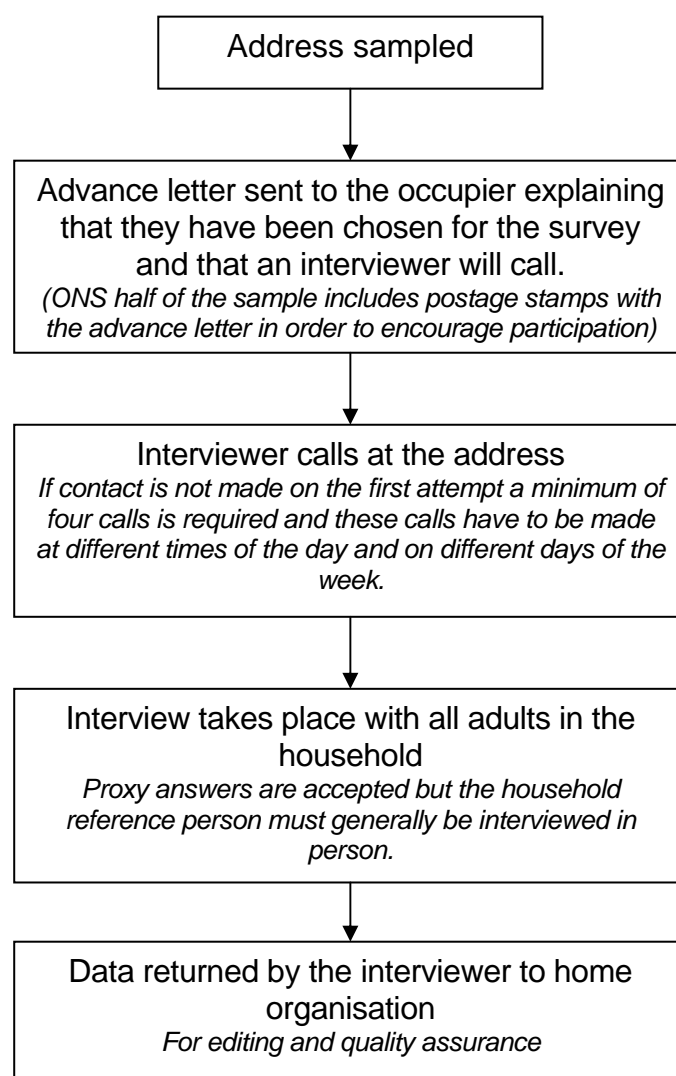 Address sampled
Advance letter sent to the occupier explaining
that they have been chosen for the survey
and that an interviewer will call.
(ONS half of the sample includes postage stamps with
the advance letter in order to encourage participation)
Interviewer calls at the address
If contact is not made on the first attempt a minimum of
four calls is required and these calls have to be made
at different times of the day and on different days of the
week.
Interview takes place with all adults in the
household
Proxy answers are accepted but the household
reference person must generally be interviewed in
person.
Data returned by the interviewer to home
organisation
For editing and quality assurance